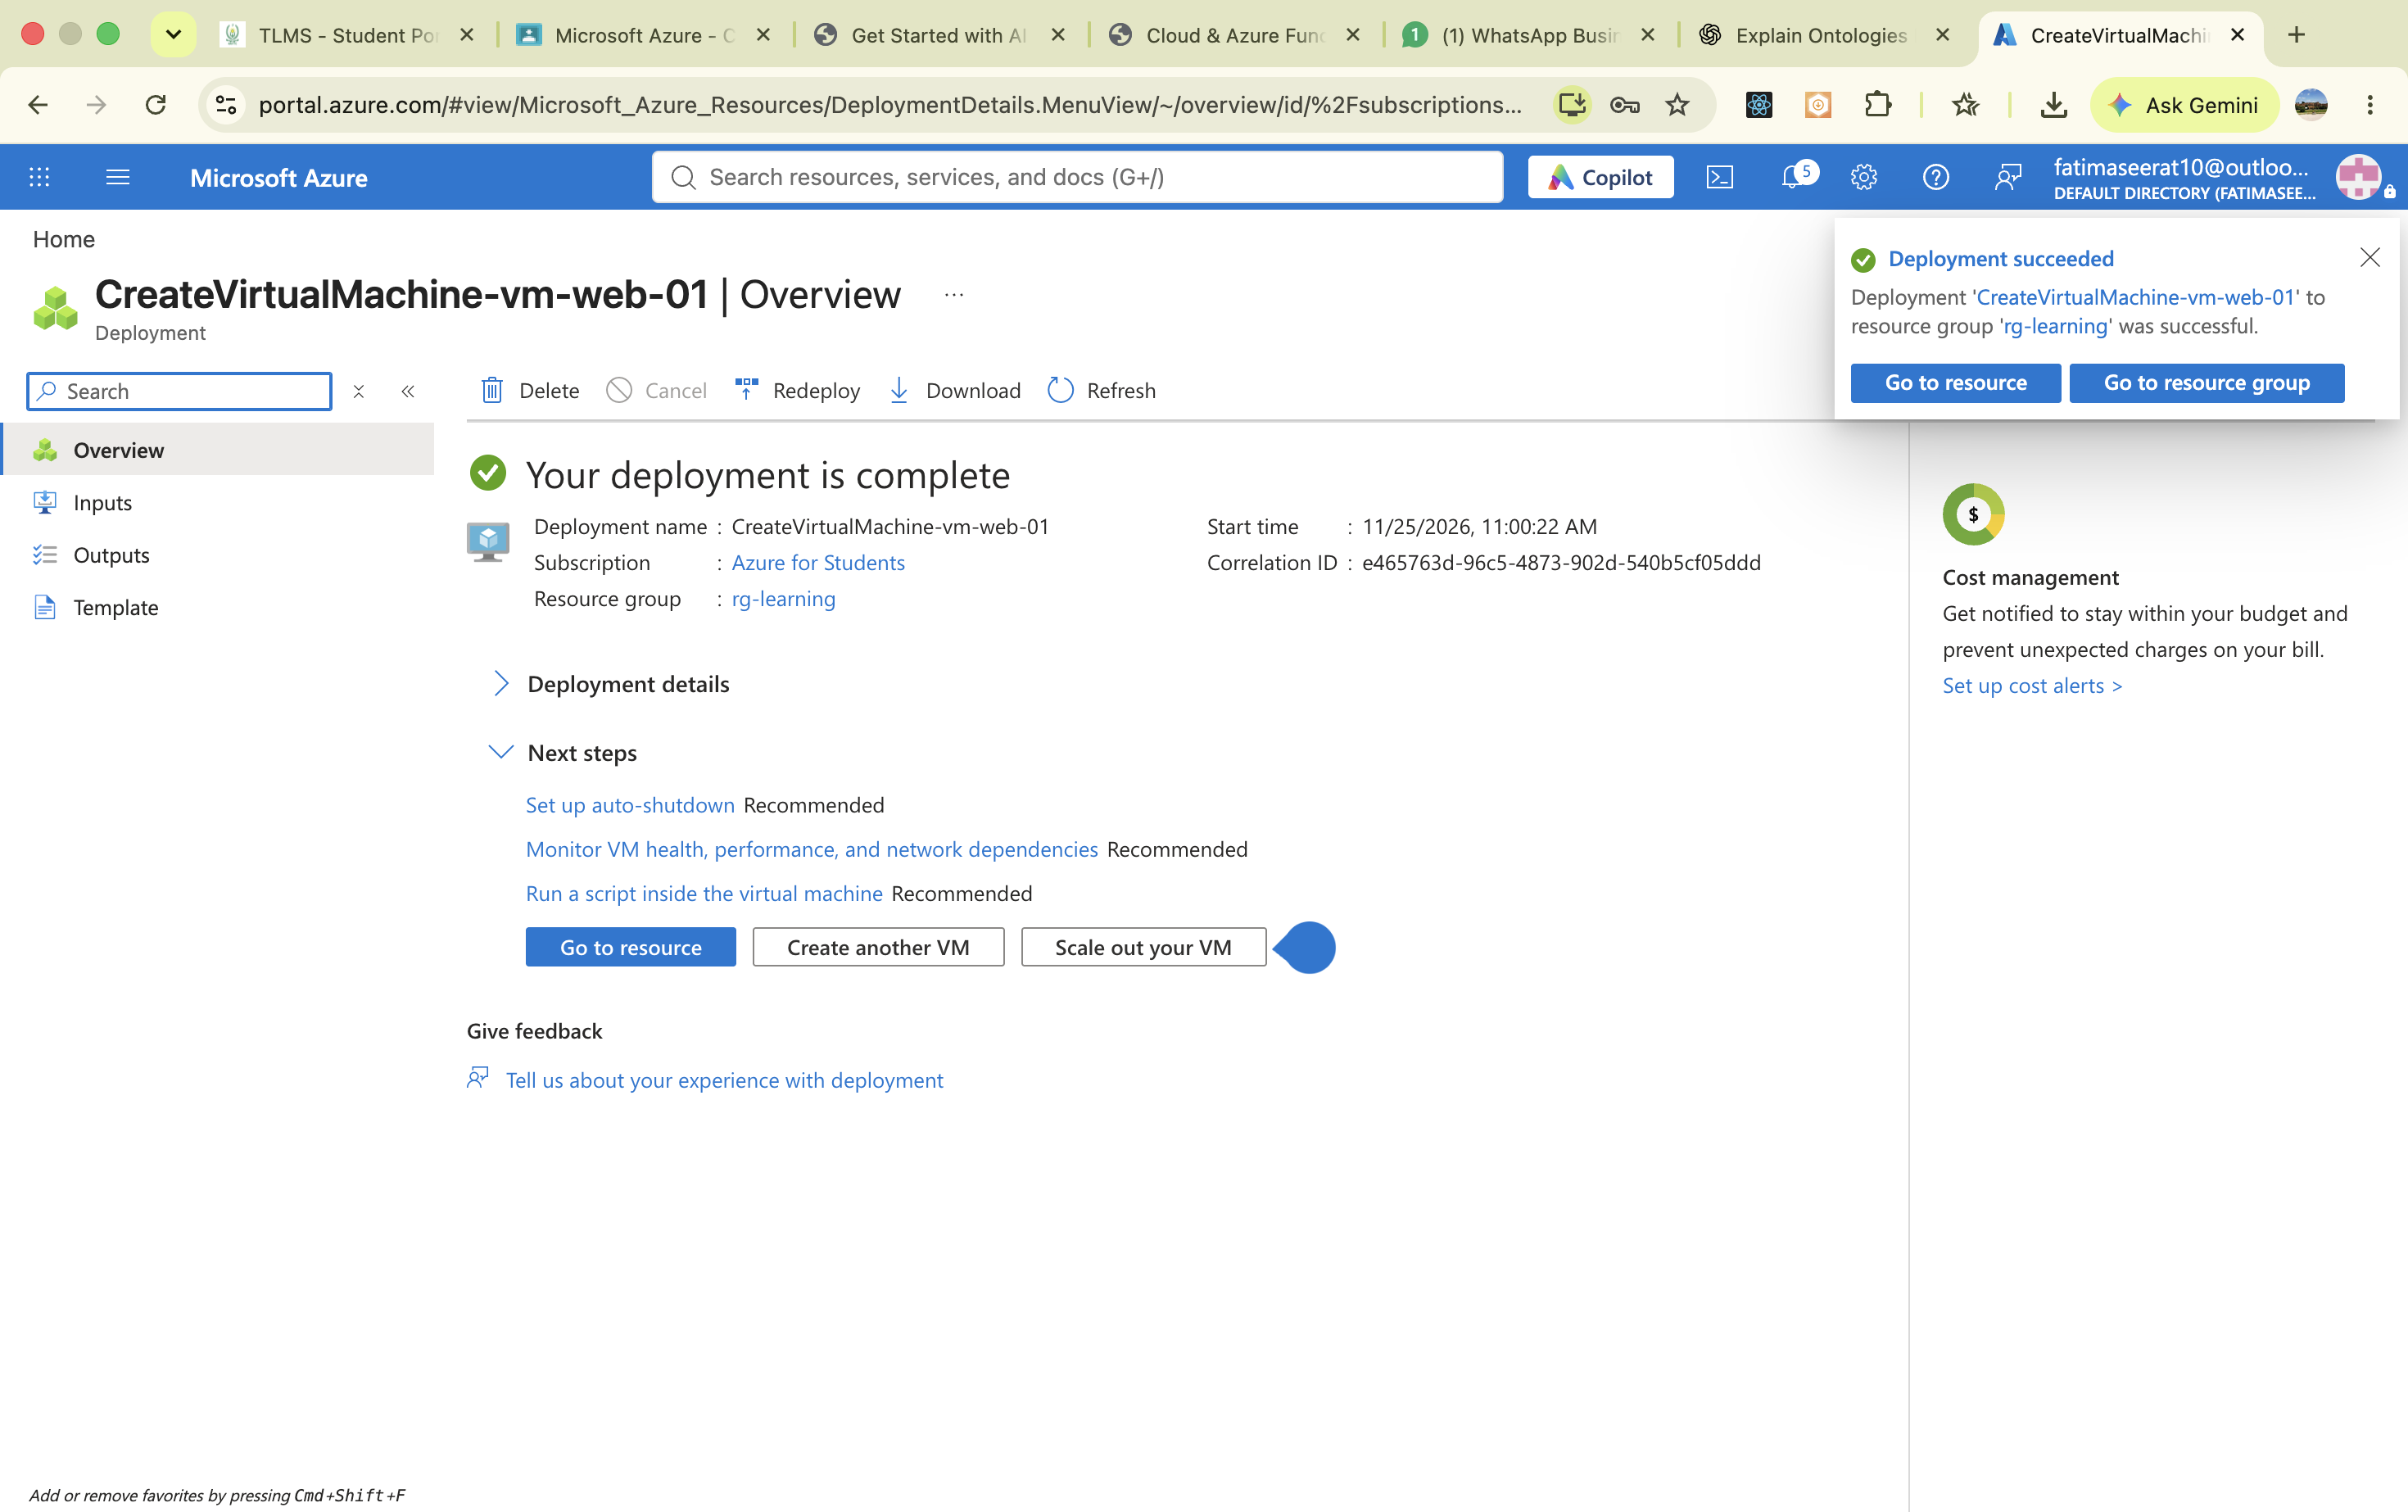 TLMS - Student Por
Microsoft Azure - C
Get Started with AI
Cloud & Azure Func
1 (1) WhatsApp Busin
Explain Ontologies
CreateVirtualMachi
portal.azure.com/#view/Microsoft_Azure_Resources/DeploymentDetails.MenuView/~/overview/id/%2Fsubscriptions...
Ask Gemini
Microsoft Azure
Search resources, services, and docs (G+/)
Copilot
5
fatimaseerat10@outloo...
DEFAULT DIRECTORY (FATIMASEE...
Home
CreateVirtualMachine-vm-web-01 | Overview ...
Deployment
Deployment succeeded
Deployment 'CreateVirtualMachine-vm-web-01' to
resource group 'rg-learning' was successful.
Go to resource
Go to resource group
Search
Delete
Cancel
Redeploy
Download
Refresh
Overview
Inputs
Outputs
Template
Your deployment is complete
Deployment name : CreateVirtualMachine-vm-web-01
Subscription : Azure for Students
Resource group : rg-learning
Start time : 11/25/2026, 11:00:22 AM
Correlation ID : e465763d-96c5-4873-902d-540b5cf05ddd
Deployment details
Next steps
Set up auto-shutdown Recommended
Monitor VM health, performance, and network dependencies Recommended
Run a script inside the virtual machine Recommended
Go to resource
Create another VM
Scale out your VM
Give feedback
Tell us about your experience with deployment
$
Cost management
Get notified to stay within your budget and
prevent unexpected charges on your bill.
Set up cost alerts >
Add or remove favorites by pressing Cmd+Shift+F